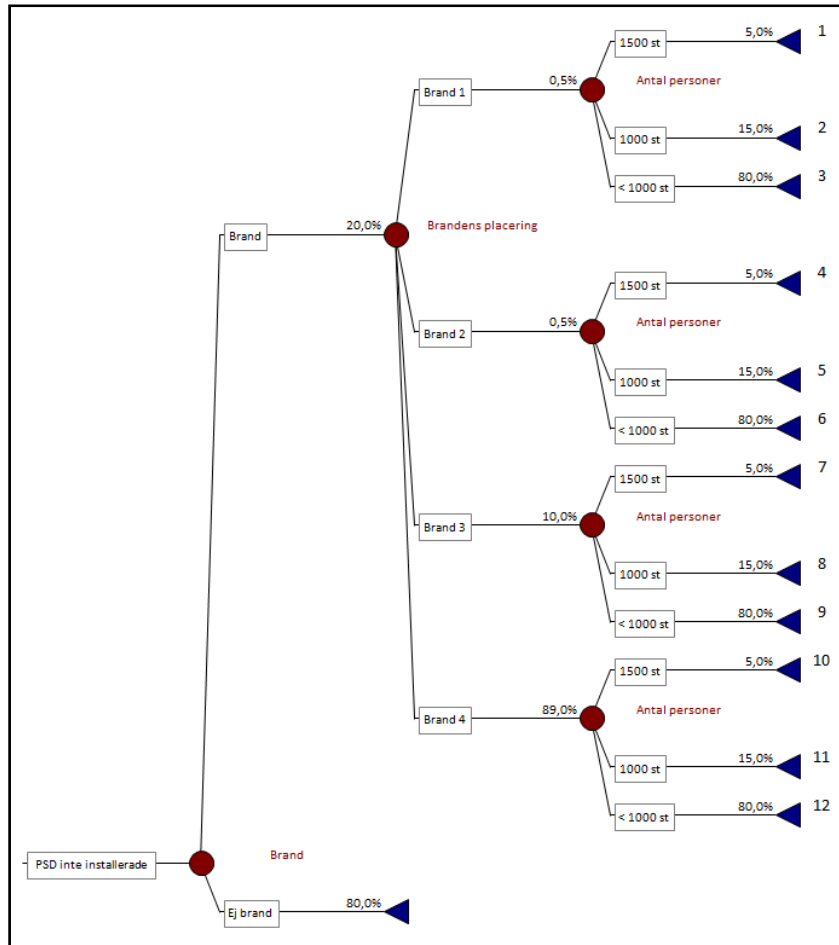 5,0% 1
1500 st
0,5% Antal personer
Brand 1
15,0% 2
1000 st
80,0% 3
< 1000 st
20,0% Brandens placering
Brand
5,0% 4
1500 st
0,5% Antal personer
Brand 2
15,0% 5
1000 st
80,0% 6
< 1000 st
5,0% 7
1500 st
10,0% Antal personer
Brand 3
15,0% 8
1000 st
80,0% 9
< 1000 st
5,0% 10
1500 st
89,0% Antal personer
Brand 4
15,0% 11
1000 st
80,0% 12
< 1000 st
Brand
PSD inte installerade
80,0%
Ej brand